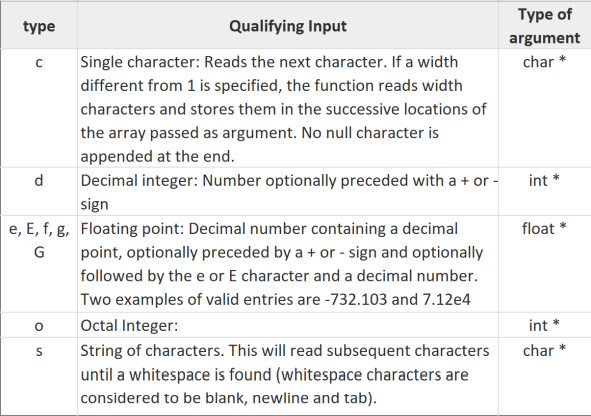 type Qualifying Input Type of argument
c Single character: Reads the next character. If a width char *
different from 1 is specified, the function reads width
characters and stores them in the successive locations of
the array passed as argument. No null character is
appended at the end.
d Decimal integer: Number optionally preceded with a + or - int *
sign
e, E, f, g, Floating point: Decimal number containing a decimal float *
G point, optionally preceded by a + or - sign and optionally
followed by the e or E character and a decimal number.
Two examples of valid entries are -732.103 and 7.12e4
o Octal Integer: int *
s String of characters. This will read subsequent characters char *
until a whitespace is found (whitespace characters are
considered to be blank, newline and tab).